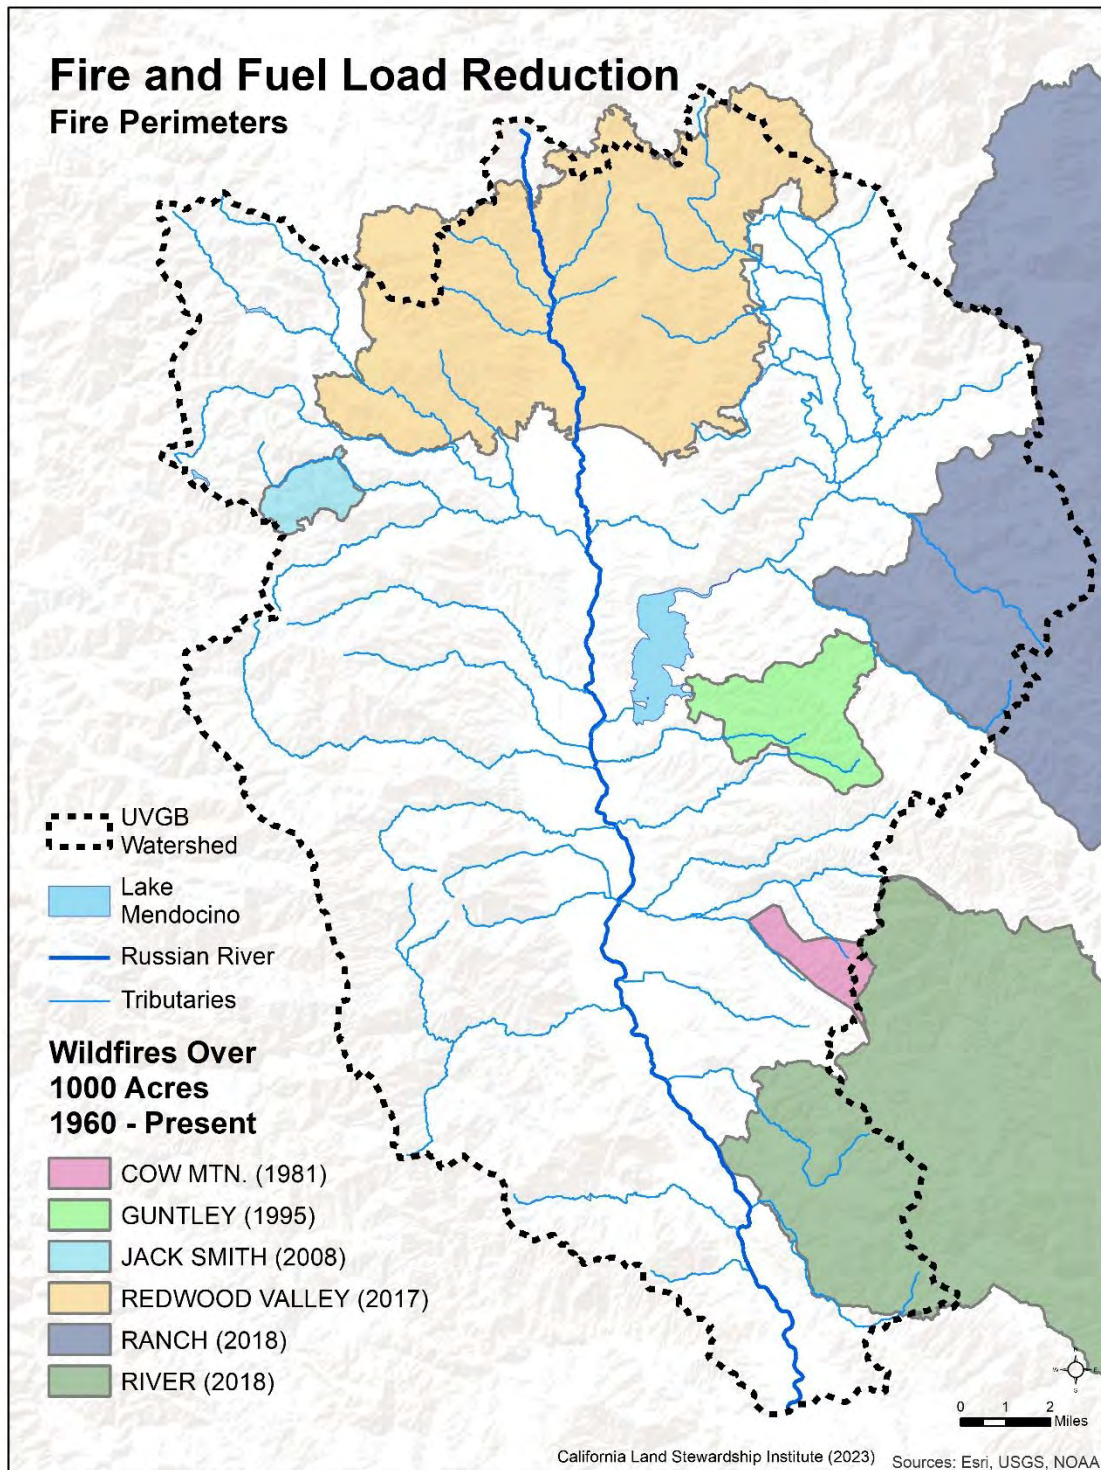 Fire and Fuel Load Reduction
Fire Perimeters
UVGB
Watershed
Lake
Mendocino
Russian River
Tributaries
Wildfires Over
1000 Acres
1960 - Present
COW MTN. (1981)
GUNTLEY (1995)
JACK SMITH (2008)
REDWOOD VALLEY (2017)
RANCH (2018)
RIVER (2018)
N
W E
S
0 1 2
Miles
California Land Stewardship Institute (2023) Sources: Esri, USGS, NOAA